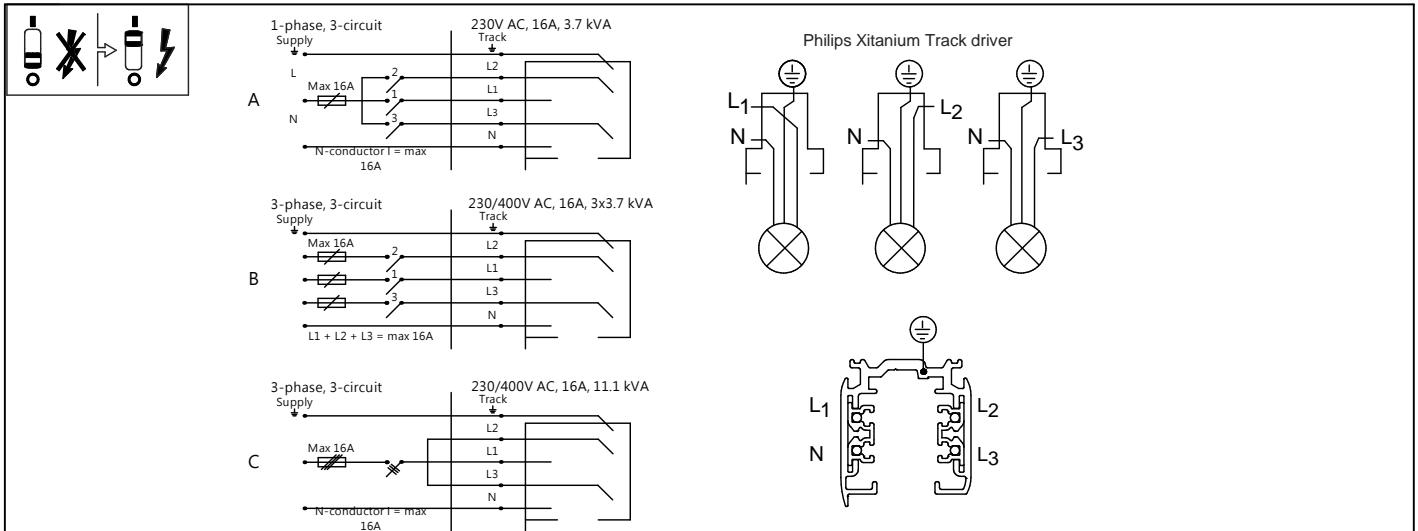 1-phase, 3-circuit
230V AC, 16A, 3.7 kVA
Supply
Track
L
L2
Max 16A
2
L1
A
1
L3
N
3
N
N-conductor I = max
16A
3-phase, 3-circuit
230/400V AC, 16A, 3x3.7 kVA
Supply
Track
Max 16A
L2
2
L1
B
1
L3
3
N
L1 + L2 + L3 = max 16A
3-phase, 3-circuit
230/400V AC, 16A, 11.1 kVA
Supply
Track
L2
Max 16A
L1
C
L3
N
N-conductor I = max
16A
Philips Xitanium Track driver
L1
L2
N
N
N
L3
L1
L2
N
L3